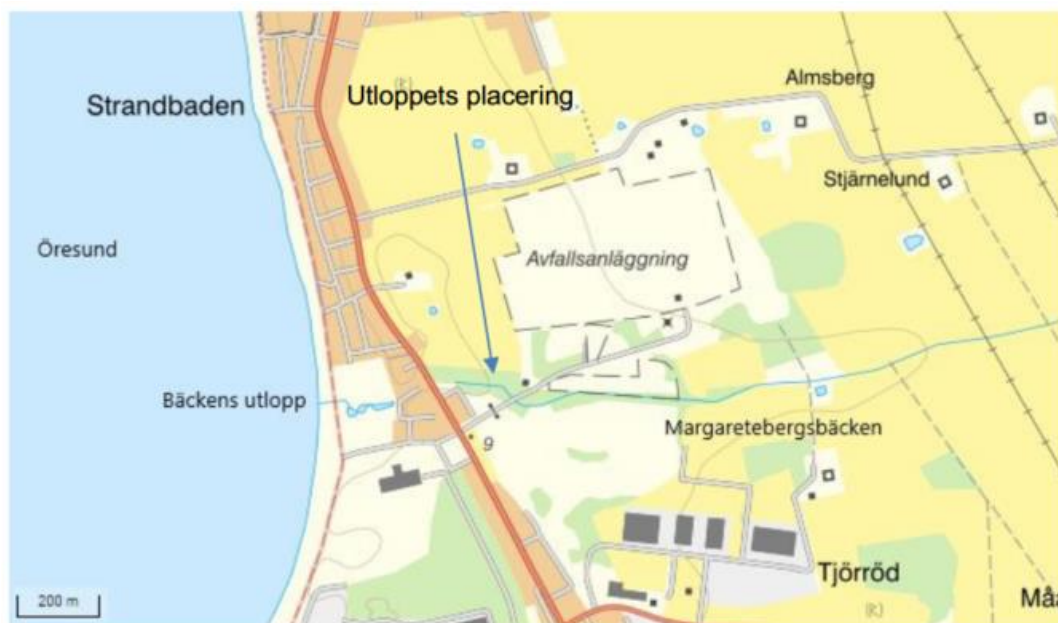 Almsberg
Utloppets placering
Strandbaden
Stjärnelund
Öresund
Avfallsanläggning
Bäckens utlopp
Margaretebergsbäcken
9
Tjörröd
200 m